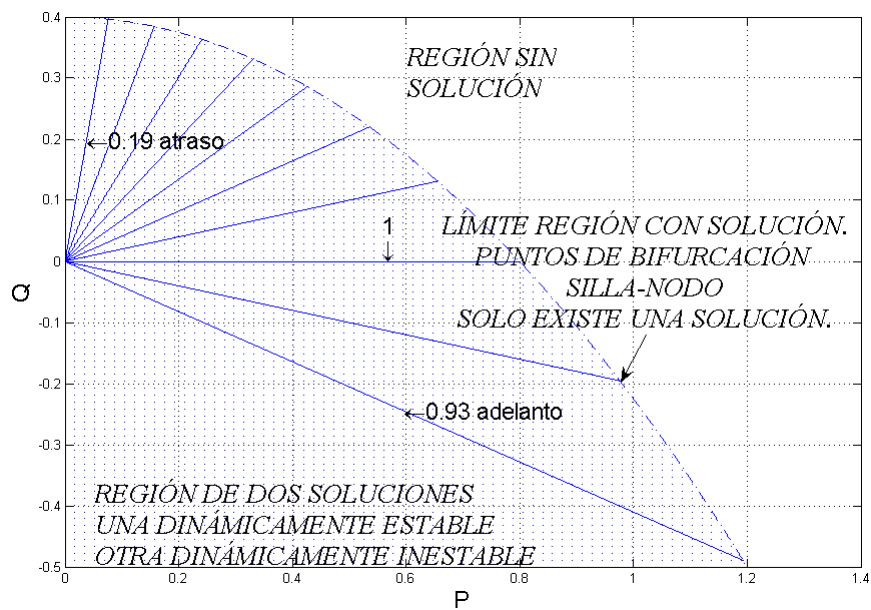 0.4
REGIÓN SIN
SOLUCIÓN
0.3
0.2
←0.19 atraso
0.1
1
↓
LÍMITE REGIÓN CON SOLUCIÓN.
PUNTOS DE BIFURCACIÓN
SILLA-NODO
SOLO EXISTE UNA SOLUCIÓN.
0
Q
-0.1
-0.2
←0.93 adelanto
-0.3
-0.4
REGIÓN DE DOS SOLUCIONES
UNA DINÁMICAMENTE ESTABLE
OTRA DINÁMICAMENTE INESTABLE
-0.5
0 0.2 0.4 0.6 0.8 1 1.2 1.4
P